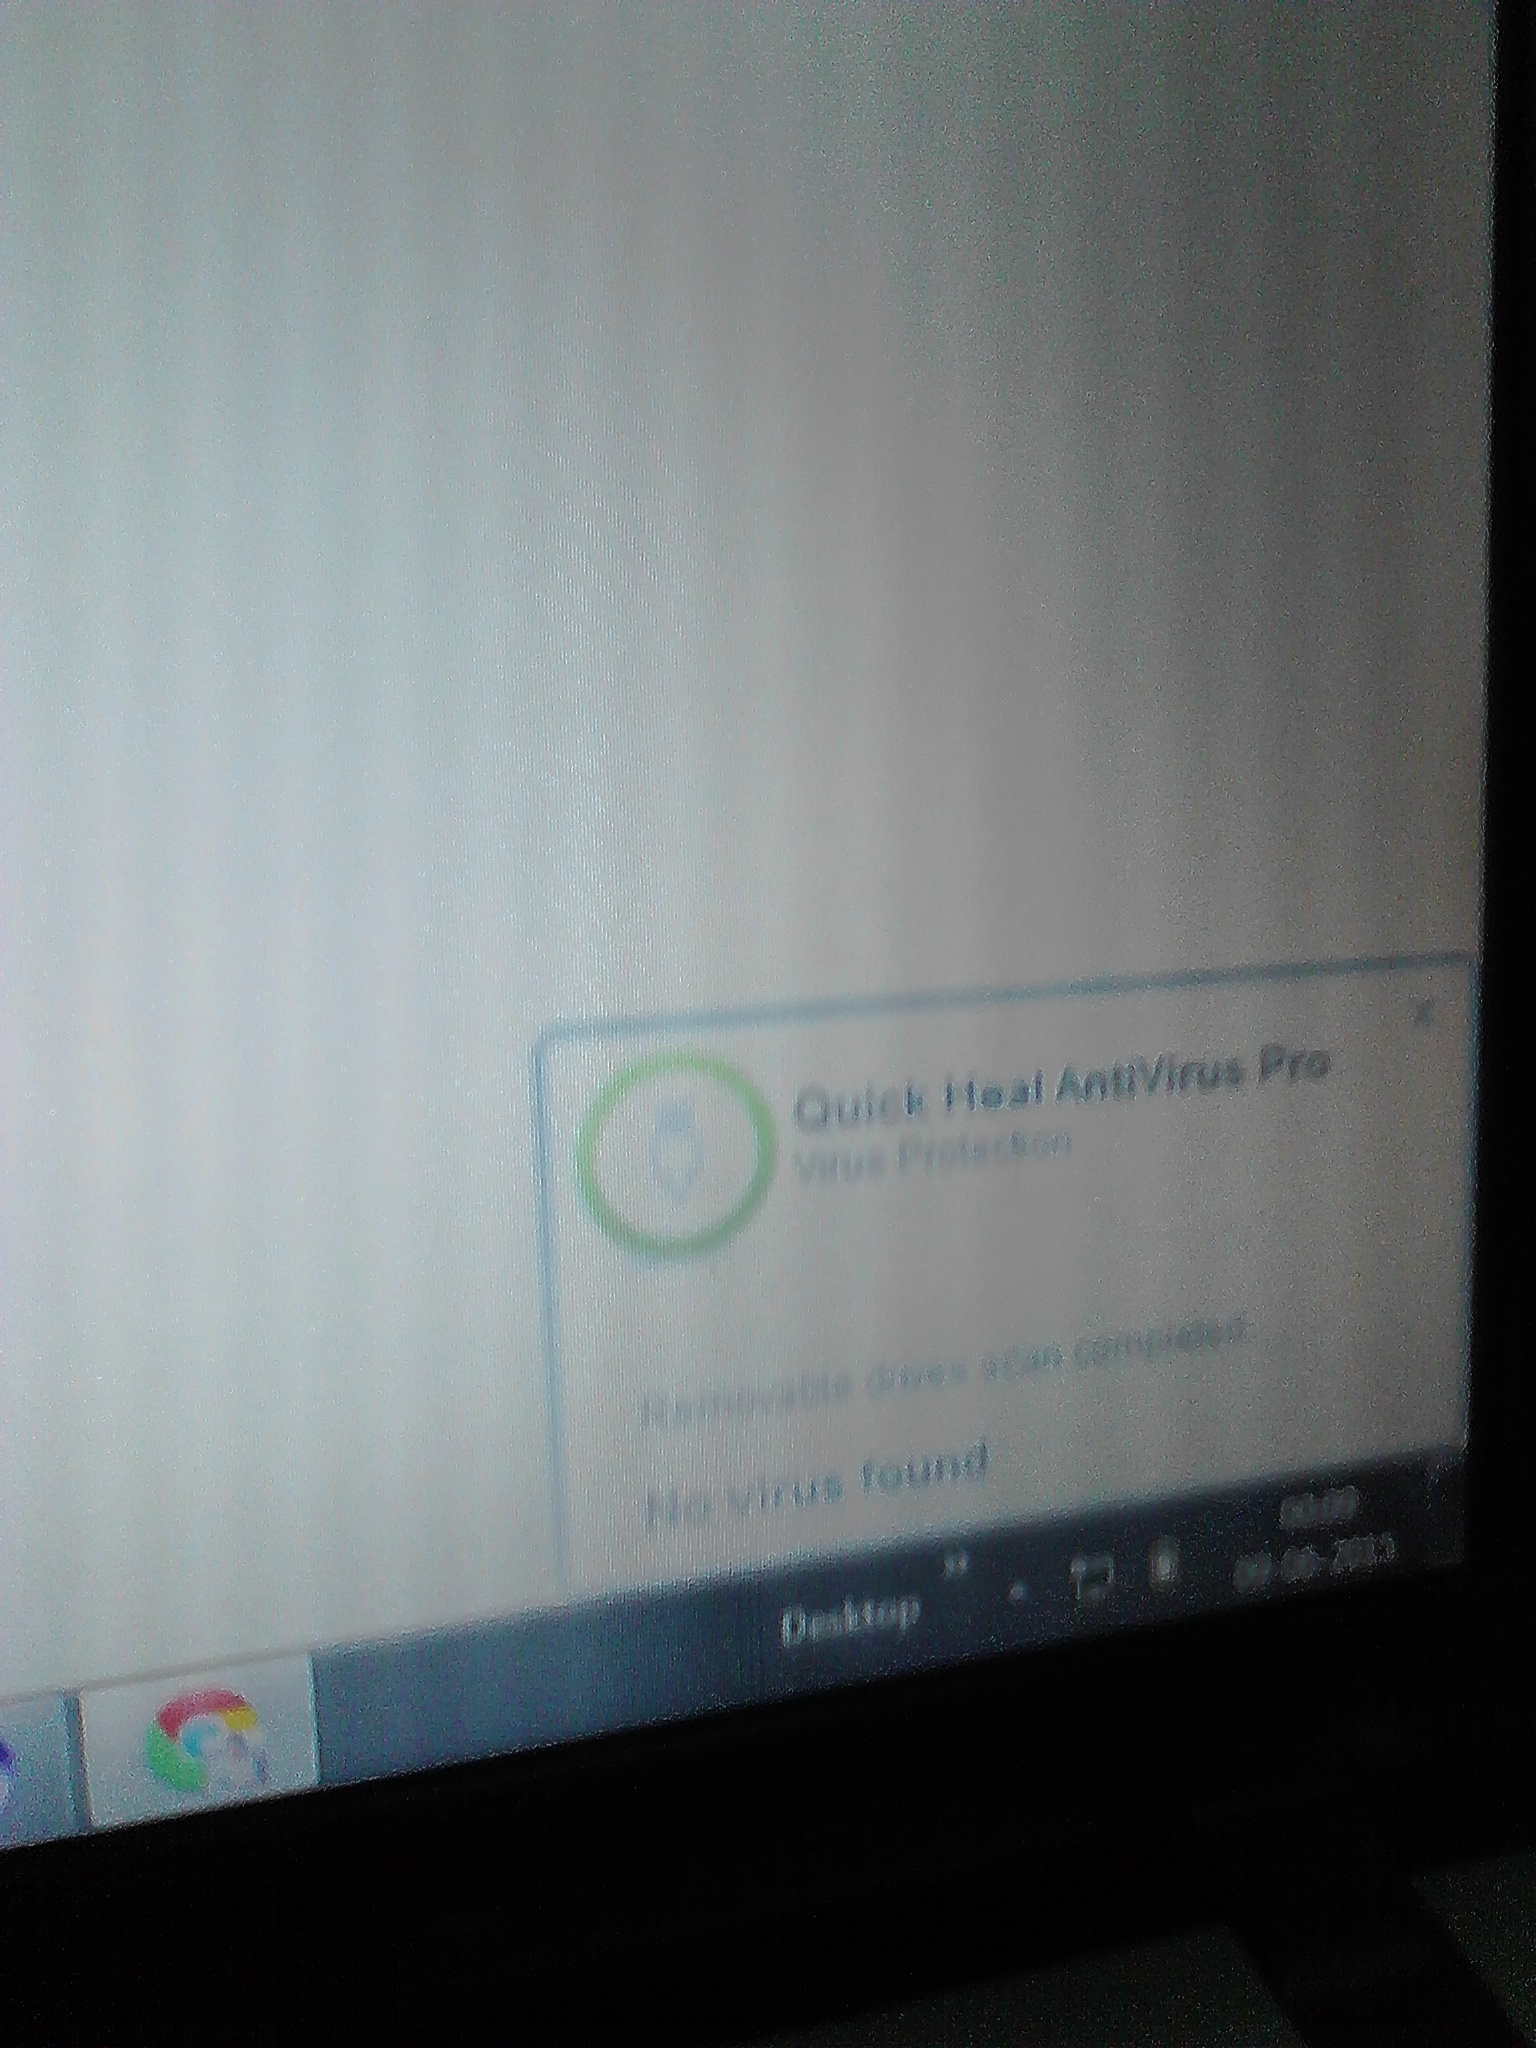 Quick Heal AntiVirus Pro
Virus Protection
Removable drives scan completed.
No virus found
Desktop